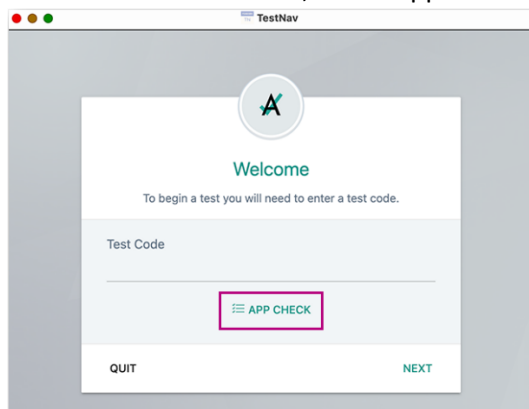 TestNav
Welcome
To begin a test you will need to enter a test code.
Test Code
APP CHECK
QUIT
NEXT